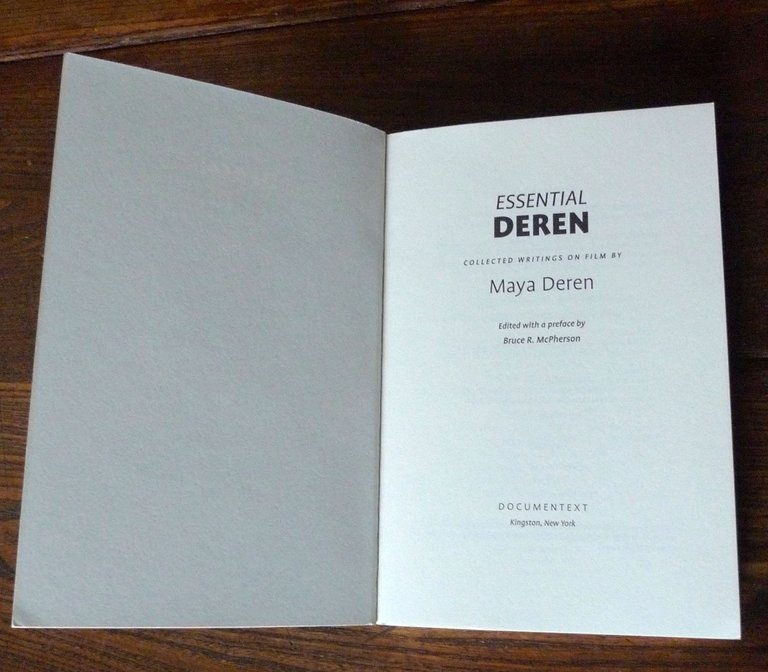 ESSENTIAL
DEREN
COLLECTED WRITINGS ON FILM BY
Maya Deren
Edited with a preface by
Bruce R. McPherson
DOCUMENTEXT
Kingston, New York